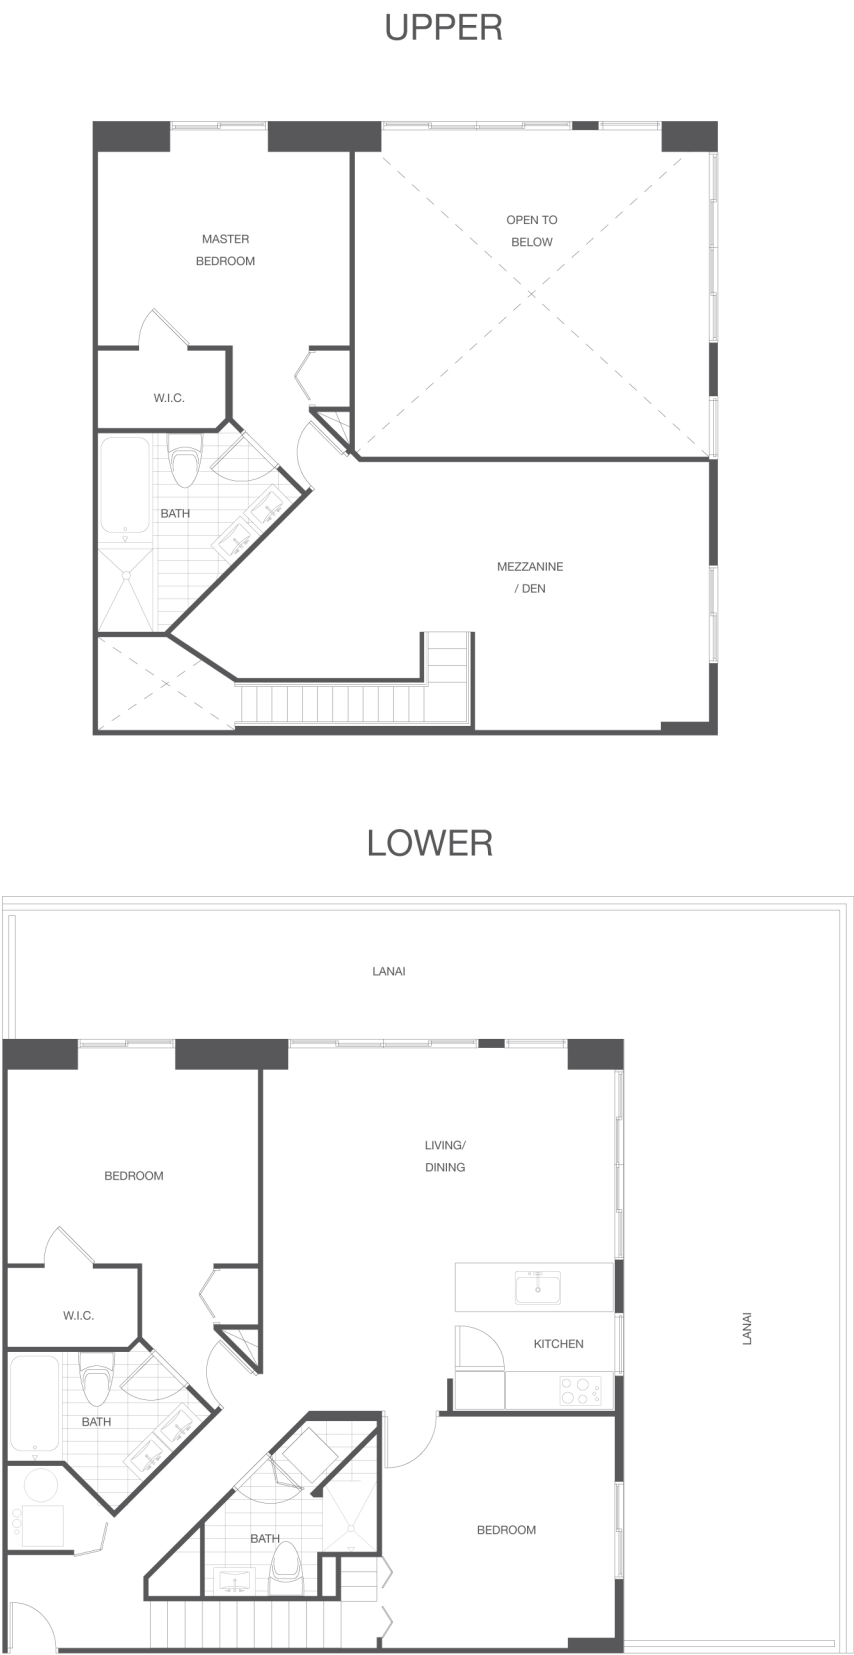 UPPER
OPEN TO
BELOW
MASTER
BEDROOM
W.I.C.
BATH
MEZZANINE
/ DEN
LOWER
LANAI
LIVING/
DINING
BEDROOM
W.I.C.
LANAI
KITCHEN
BATH
BEDROOM
BATH